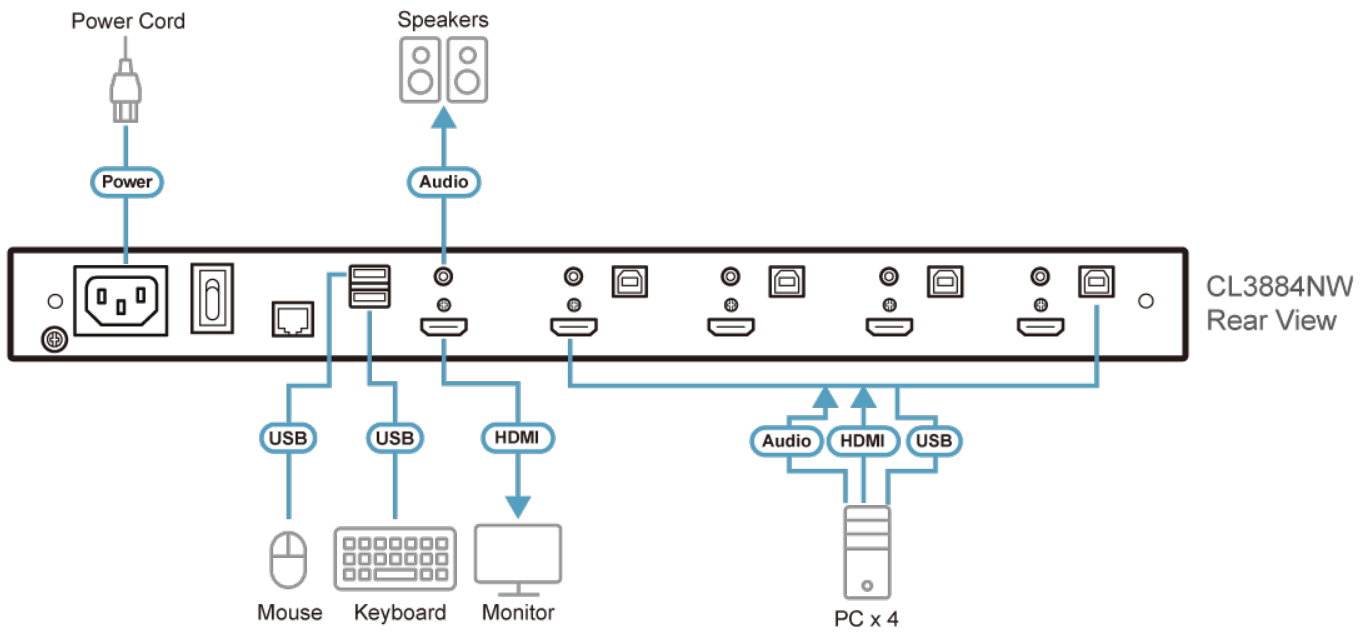 Power Cord
Speakers
Power
Audio
CL3884NW
Rear View
USB
USB
HDMI
Audio
HDMI
USB
Mouse
Keyboard
Monitor
PC x 4